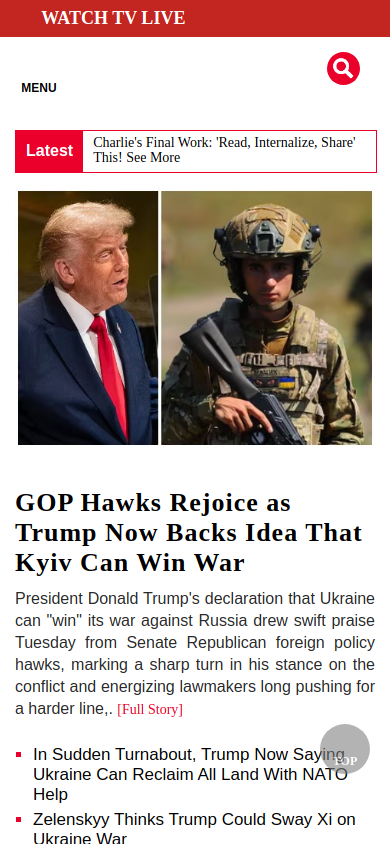 WATCH TV LIVE
MENU
Latest
Charlie's Final Work: 'Read, Internalize, Share'
This! See More
GOP Hawks Rejoice as
Trump Now Backs Idea That
Kyiv Can Win War
President Donald Trump's declaration that Ukraine
can "win" its war against Russia drew swift praise
Tuesday from Senate Republican foreign policy
hawks, marking a sharp turn in his stance on the
conflict and energizing lawmakers long pushing for
a harder line,. [Full Story]
TOP
In Sudden Turnabout, Trump Now Saying
Ukraine Can Reclaim All Land With NATO
Help
Zelenskyy Thinks Trump Could Sway Xi on
Ukraine War